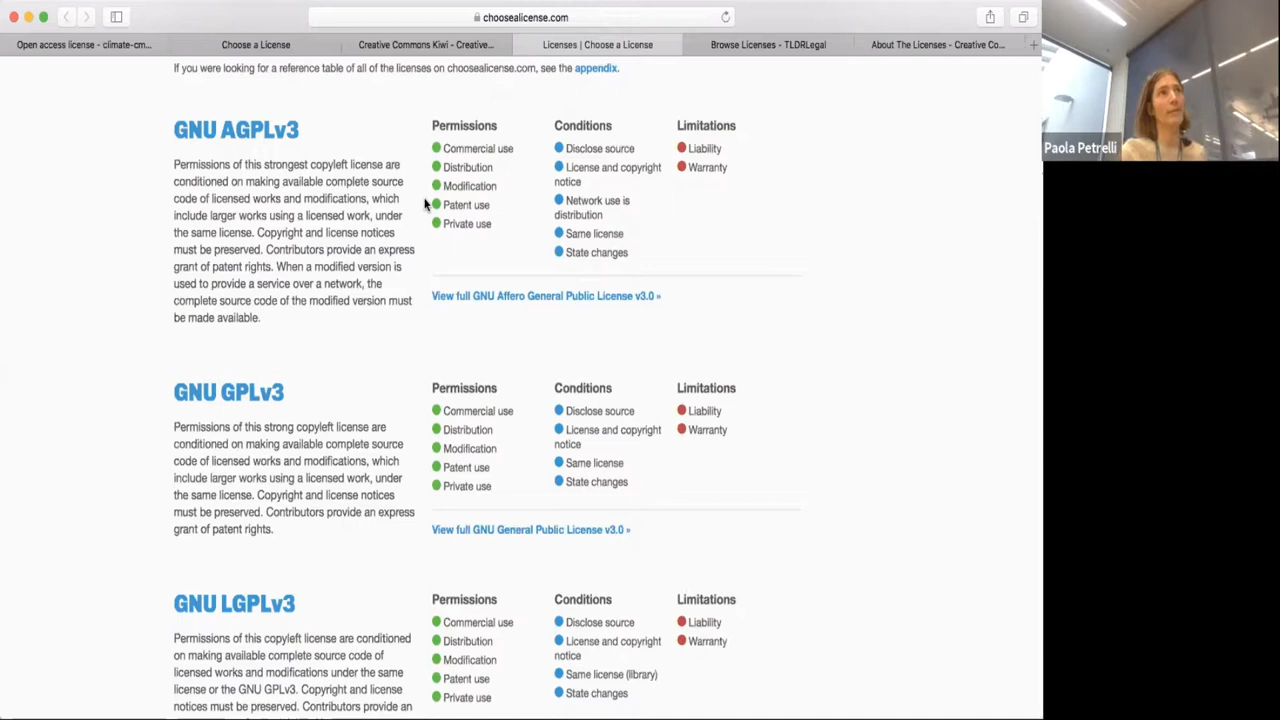 choosealicense.com
Open access license - climate-cm...
Choose a License
Creative Commons Kiwi - Creative...
Licenses | Choose a License
Browse Licenses - TLDRLegal
About The Licenses - Creative Co...
If you were looking for a reference table of all of the licenses on choosealicense.com, see the appendix.
Paola Petrelli
GNU AGPLv3
Permissions of this strongest copyleft license are
conditioned on making available complete source
code of licensed works and modifications, which
include larger works using a licensed work, under
the same license. Copyright and license notices
must be preserved. Contributors provide an express
grant of patent rights. When a modified version is
used to provide a service over a network, the
complete source code of the modified version must
be made available.
Permissions
Commercial use
Distribution
Modification
Patent use
Private use
Conditions
Disclose source
License and copyright
notice
Network use is
distribution
Same license
State changes
Limitations
Liability
Warranty
View full GNU Affero General Public License v3.0 »
GNU GPLv3
Permissions of this strong copyleft license are
conditioned on making available complete source
code of licensed works and modifications, which
include larger works using a licensed work, under
the same license. Copyright and license notices
must be preserved. Contributors provide an express
grant of patent rights.
Permissions
Commercial use
Distribution
Modification
Patent use
Private use
Conditions
Disclose source
License and copyright
notice
Same license
State changes
Limitations
Liability
Warranty
View full GNU General Public License v3.0 »
GNU LGPLv3
Permissions of this copyleft license are conditioned
on making available complete source code of
licensed works and modifications under the same
license or the GNU GPLv3. Copyright and license
notices must be preserved. Contributors provide an
Permissions
Commercial use
Distribution
Modification
Patent use
Private use
Conditions
Disclose source
License and copyright
notice
Same license (library)
State changes
Limitations
Liability
Warranty